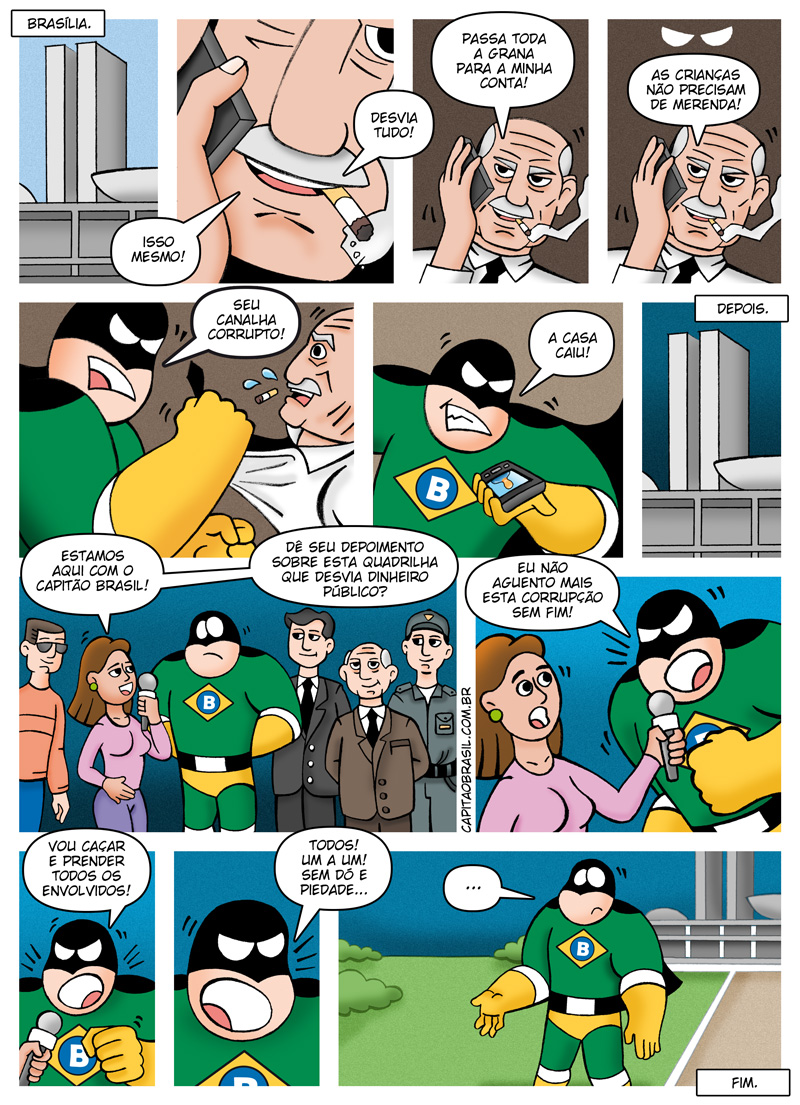 BRASÍLIA.
ISSO
MESMO!
DESVIA
TUDO!
PASSA TODA
A GRANA
PARA A MINHA
CONTA!
AS CRIANÇAS
NÃO PRECISAM
DE MERENDA!
SEU
CANALHA
CORRUPTO!
A CASA
CAIU!
B
DEPOIS.
ESTAMOS
AQUI COM O
CAPITÃO BRASIL!
DÊ SEU DEPOIMENTO
SOBRE ESTA QUADRILHA
QUE DESVIA DINHEIRO
PÚBLICO?
B
CAPITAOBRASIL.COM.BR
EU NÃO
AGUENTO MAIS
ESTA CORRUPÇÃO
SEM FIM!
B
VOU CAÇAR
E PRENDER
TODOS OS
ENVOLVIDOS!
B
TODOS!
UM A UM!
SEM DÓ E
PIEDADE...
B
...
B
FIM.